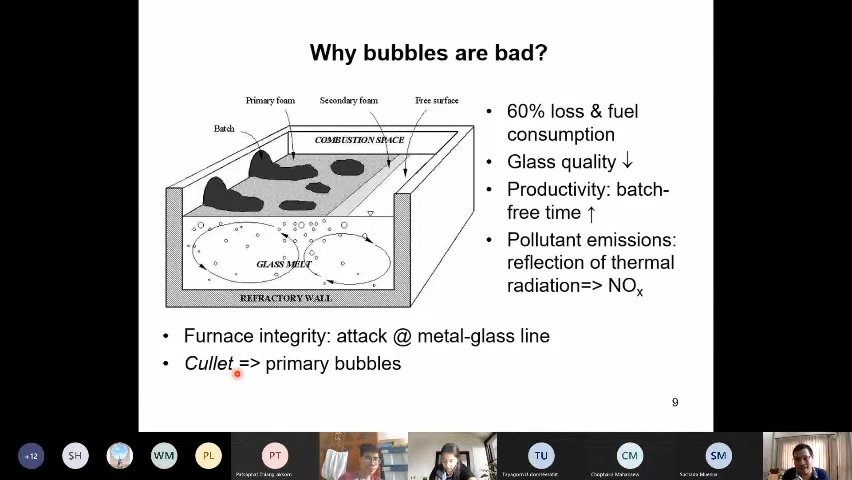 Why bubbles are bad?
Primary foam
Secondary foam
Free surface
Batch
COMBUSTION SPACE
GLASS MELT
REFRACTORY WALL
• 60% loss & fuel
consumption
• Glass quality ↓
• Productivity: batch-
free time ↑
• Pollutant emissions:
reflection of thermal
radiation=> NOx
• Furnace integrity: attack @ metal-glass line
• Cullet => primary bubbles
9
+12
SH
WM
PL
PT
TU
CM
SM